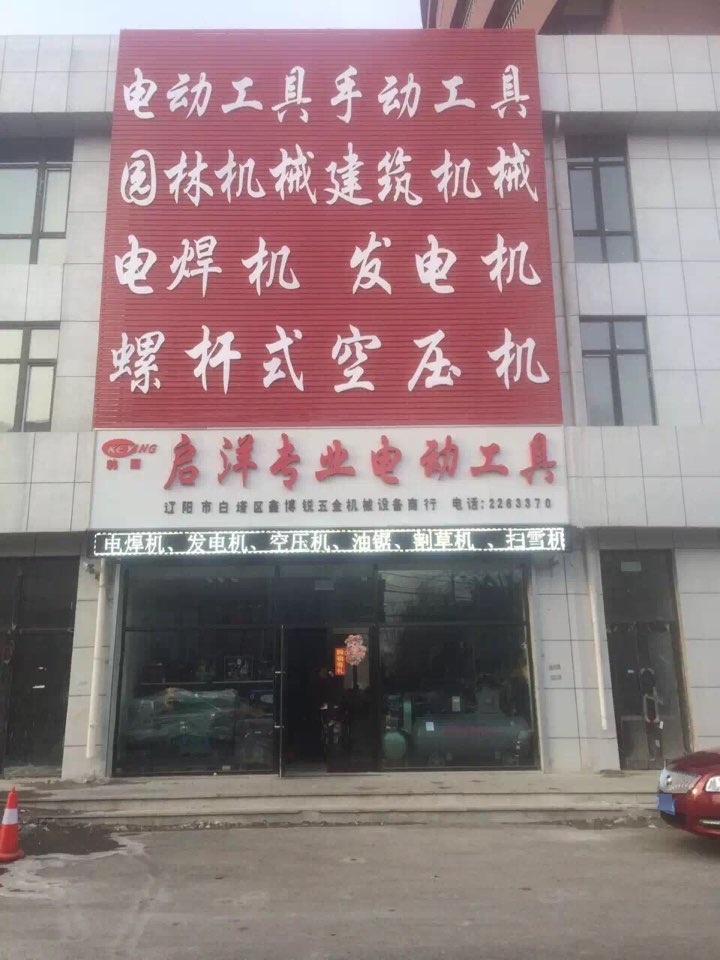 电动工具手动工具
园林机械建筑机械
电焊机 发电机
螺杆式空压机
KEYANG
韩国
启洋专业电动工具
辽阳市白塔区鑫博锐五金机械设备商行 电话:2263370
电焊机、发电机、空压机、油锯、割草机、扫雪机